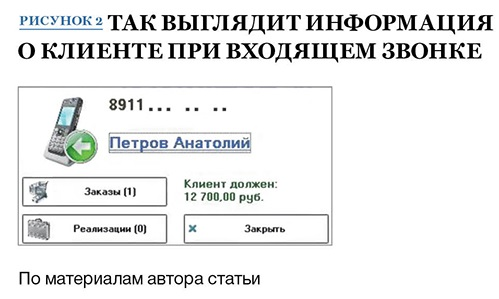 РИСУНОК 2 ТАК ВЫГЛЯДИТ ИНФОРМАЦИЯ
О КЛИЕНТЕ ПРИ ВХОДЯЩЕМ ЗВОНКЕ
8911... .. ..
Петров Анатолий
Заказы (1)
Клиент должен:
12 700,00 руб.
Реализации (0)
Закрыть
По материалам автора статьи